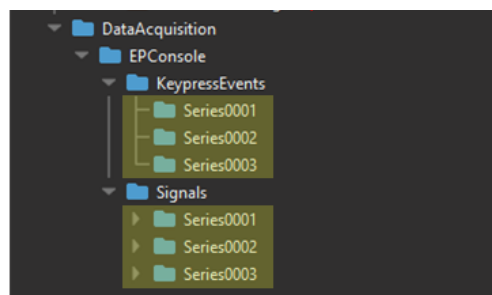 DataAcquisition
EPConsole
KeypressEvents
Series0001
Series0002
Series0003
Signals
Series0001
Series0002
Series0003